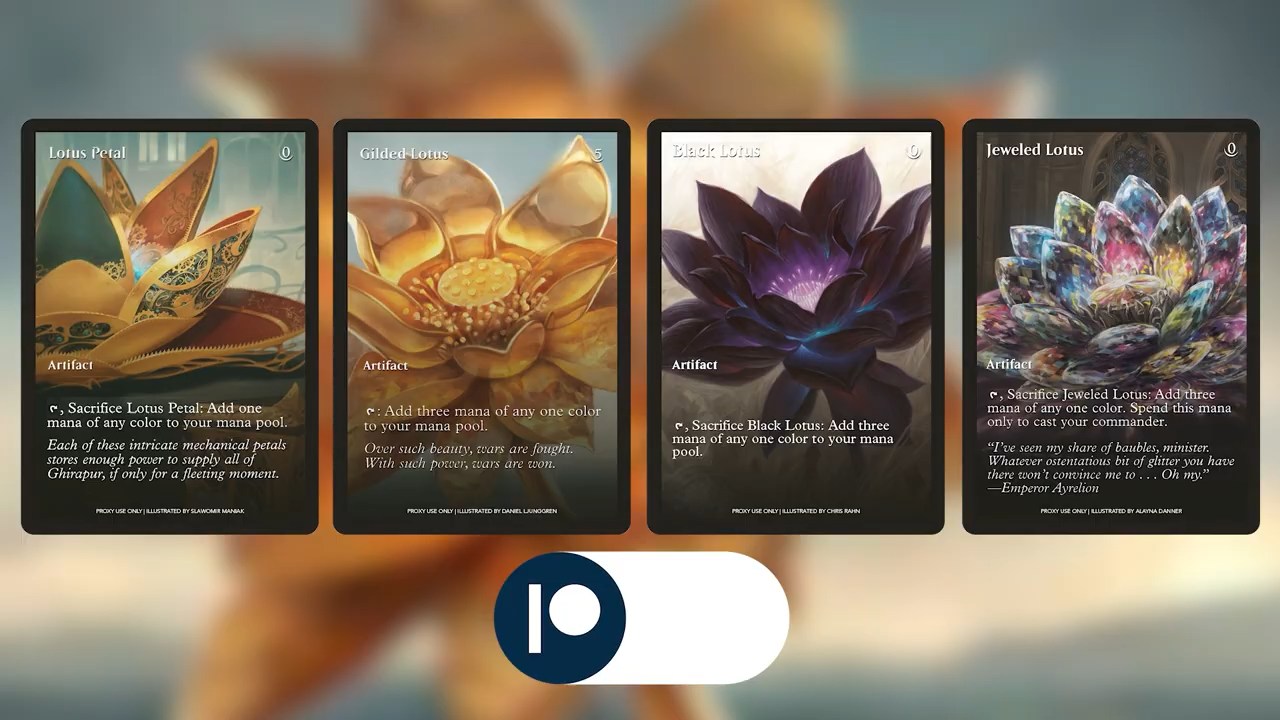 Lotus Petal 0
Artifact
, Sacrifice Lotus Petal: Add one
mana of any color to your mana pool.
Each of these intricate mechanical petals
stores enough power to supply all of
Ghirapur, if only for a fleeting moment.
PROXY USE ONLY | ILLUSTRATED BY SLAWOMIR MANIAK
Gilded Lotus 5
Artifact
: Add three mana of any one color
to your mana pool.
Over such beauty, wars are fought.
With such power, wars are won.
PROXY USE ONLY | ILLUSTRATED BY DANIEL LJUNGGREN
Black Lotus 0
Artifact
, Sacrifice Black Lotus: Add three
mana of any one color to your mana
pool.
PROXY USE ONLY | ILLUSTRATED BY CHRIS RAHN
Jeweled Lotus 0
Artifact
, Sacrifice Jeweled Lotus: Add three
mana of any one color. Spend this mana
only to cast your commander.
“I’ve seen my share of baubles, minister.
Whatever ostentatious bit of glitter you have
there won’t convince me to . . . Oh my.”
—Emperor Ayrelion
PROXY USE ONLY | ILLUSTRATED BY ALAYNA DANNER